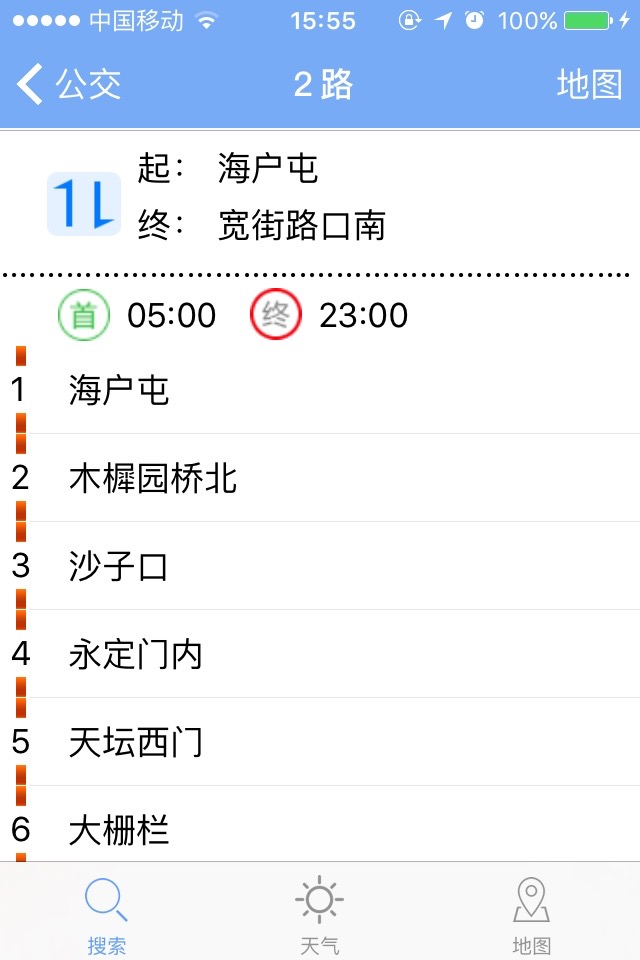 中国移动 15:55 100%
公交 2 路 地图
起： 海户屯
终： 宽街路口南
首 05:00 终 23:00
1 海户屯
2 木樨园桥北
3 沙子口
4 永定门内
5 天坛西门
6 大栅栏
搜索 天气 地图